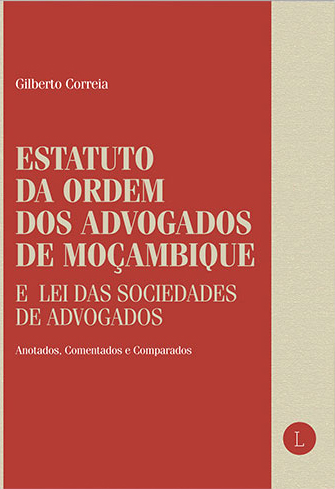 Gilberto Correia
ESTATUTO
DA ORDEM
DOS ADVOGADOS
DE MOÇAMBIQUE
E LEI DAS SOCIEDADES
DE ADVOGADOS
Anotados, Comentados e Comparados
L